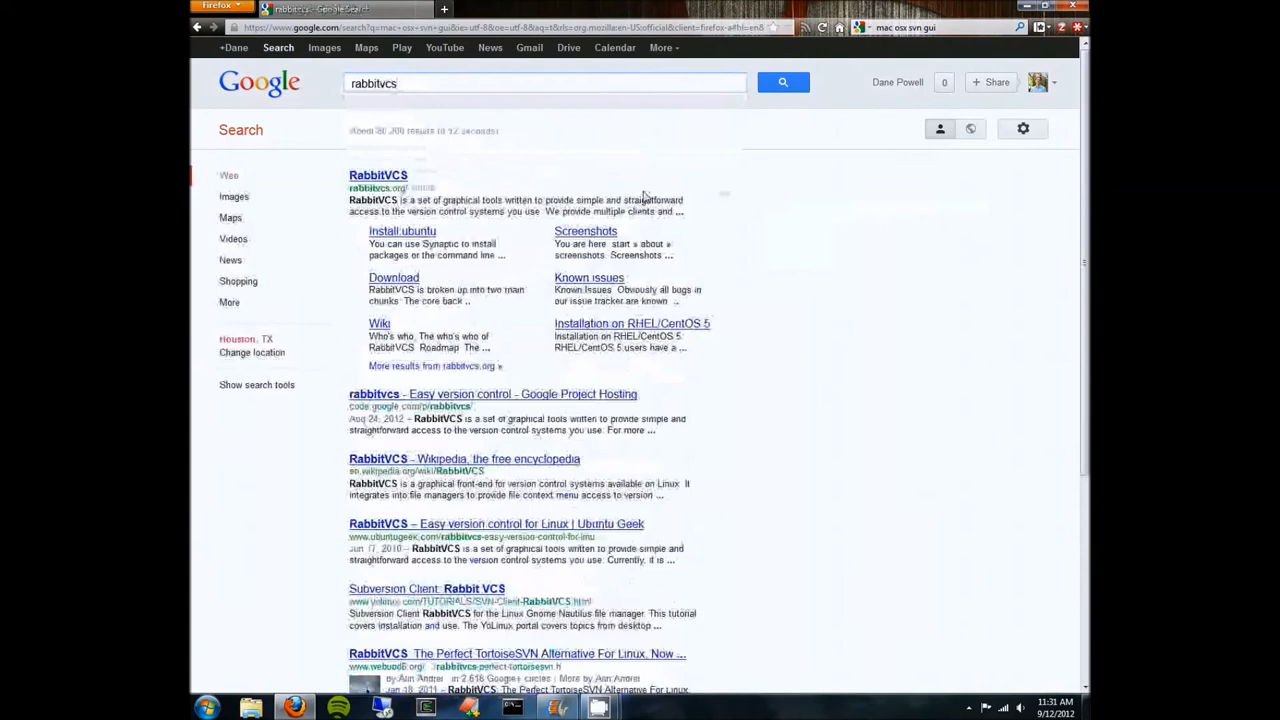 Firefox
rabbitvcs - Google Search
+
https://www.google.com/search?q=mac+osx+svn+gui&ie=utf-8&oe=utf-8&aq=t&rls=org.mozilla:en-US:official&client=firefox-a#hl=en&
mac osx svn gui
+Dane Search Images Maps Play YouTube News Gmail Drive Calendar More
Google
rabbitvcs
Dane Powell 0 + Share
Search
results
seconds)
Images
Maps
Videos
News
Shopping
More
Houston, TX
Change location
Show search tools
RabbitVCS
rabbitvcs.org/
RabbitVCS is a set of graphical tools written to provide simple and straightforward
access to the version control systems you use We provide multiple clients and ...
Install ubuntu
You can use Synaptic to install
packages or the command line ...
Screenshots
You are here start » about »
screenshots Screenshots ...
Download
RabbitVCS is broken up into two main
chunks The core back ..
Known issues
Known Issues Obviously all bugs in
our issue tracker are known ..
Wiki
Who's who The who's who of
RabbitVCS Roadmap The ...
Installation on RHEL/CentOS 5
Installation on RHEL/CentOS 5
RHEL/CentOS 5 users have a ...
More results from rabbitvcs.org »
rabbitvcs - Easy version control - Google Project Hosting
code.google.com/p/rabbitvcs/
Aug 24, 2012 – RabbitVCS is a set of graphical tools written to provide simple and
straightforward access to the version control systems you use For more ...
RabbitVCS - Wikipedia, the free encyclopedia
en.wikipedia.org/wiki/RabbitVCS
RabbitVCS is a graphical front-end for version control systems available on Linux It
integrates into file managers to provide file context menu access to version ...
RabbitVCS – Easy version control for Linux | Ubuntu Geek
www.ubuntugeek.com/rabbitvcs-easy-version-control-for-linu
Jun 17, 2010 – RabbitVCS is a set of graphical tools written to provide simple and
straightforward access to the version control systems you use. Currently, it is ...
Subversion Client: Rabbit VCS
www.yolinux.com/TUTORIALS/SVN-Client-RabbitVCS.html
Subversion Client RabbitVCS for the Linux Gnome Nautilus file manager. This tutorial
covers installation and use. The YoLinux portal covers topics from desktop ...
RabbitVCS The Perfect TortoiseSVN Alternative For Linux, Now ...
in 2,618 Google+ circles | More by
Jan 18, 2011 – RabbitVCS: The Perfect TortoiseSVN Alternative For Linux,
11:31 AM
9/12/2012